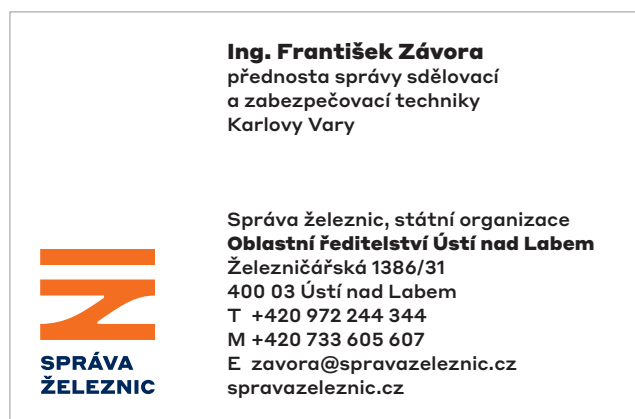 Ing. František Závora
přednosta správy sdělovací
a zabezpečovací techniky
Karlovy Vary
Správa železnic, státní organizace
Oblastní ředitelství Ústí nad Labem
Železničářská 1386/31
400 03 Ústí nad Labem
T +420 972 244 344
M +420 733 605 607
E zavora@spravazeleznic.cz
spravazeleznic.cz
SPRÁVA
ŽELEZNIC